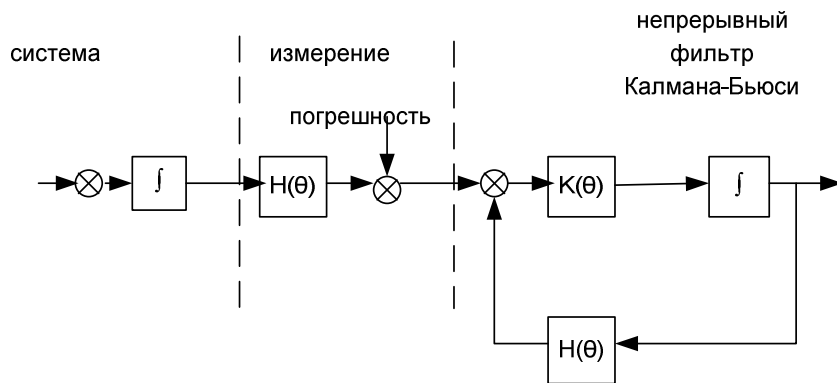 система
измерение
непрерывный
фильтр
Калмана-Бьюси
погрешность
∫
H(θ)
K(θ)
∫
H(θ)